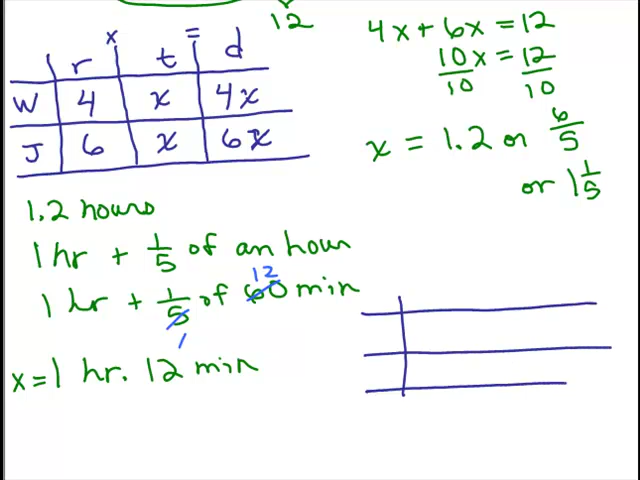 12
r x t = d
W 4 x 4x
J 6 x 6x
4x + 6x = 12
10x = 12
10 10
x = 1.2 or 6/5
or 1 1/5
1.2 hours
1 hr + 1/5 of an hour
12
1 hr + 1/5 of 60 min
1
x = 1 hr. 12 min